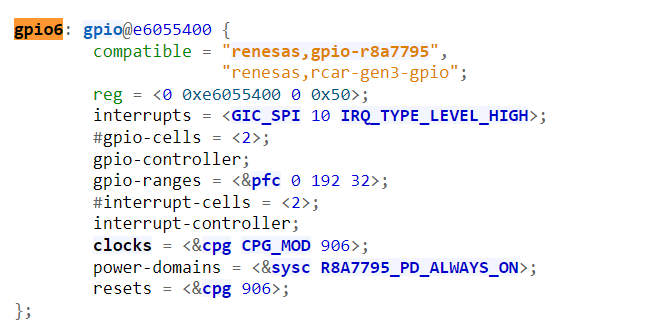 gpio6: gpio@e6055400 {
compatible = "renesas,gpio-r8a7795",
"renesas,rcar-gen3-gpio";
reg = <0 0xe6055400 0 0x50>;
interrupts = <GIC_SPI 10 IRQ_TYPE_LEVEL_HIGH>;
#gpio-cells = <2>;
gpio-controller;
gpio-ranges = <&pfc 0 192 32>;
#interrupt-cells = <2>;
interrupt-controller;
clocks = <&cpg CPG_MOD 906>;
power-domains = <&sysc R8A7795_PD_ALWAYS_ON>;
resets = <&cpg 906>;
};